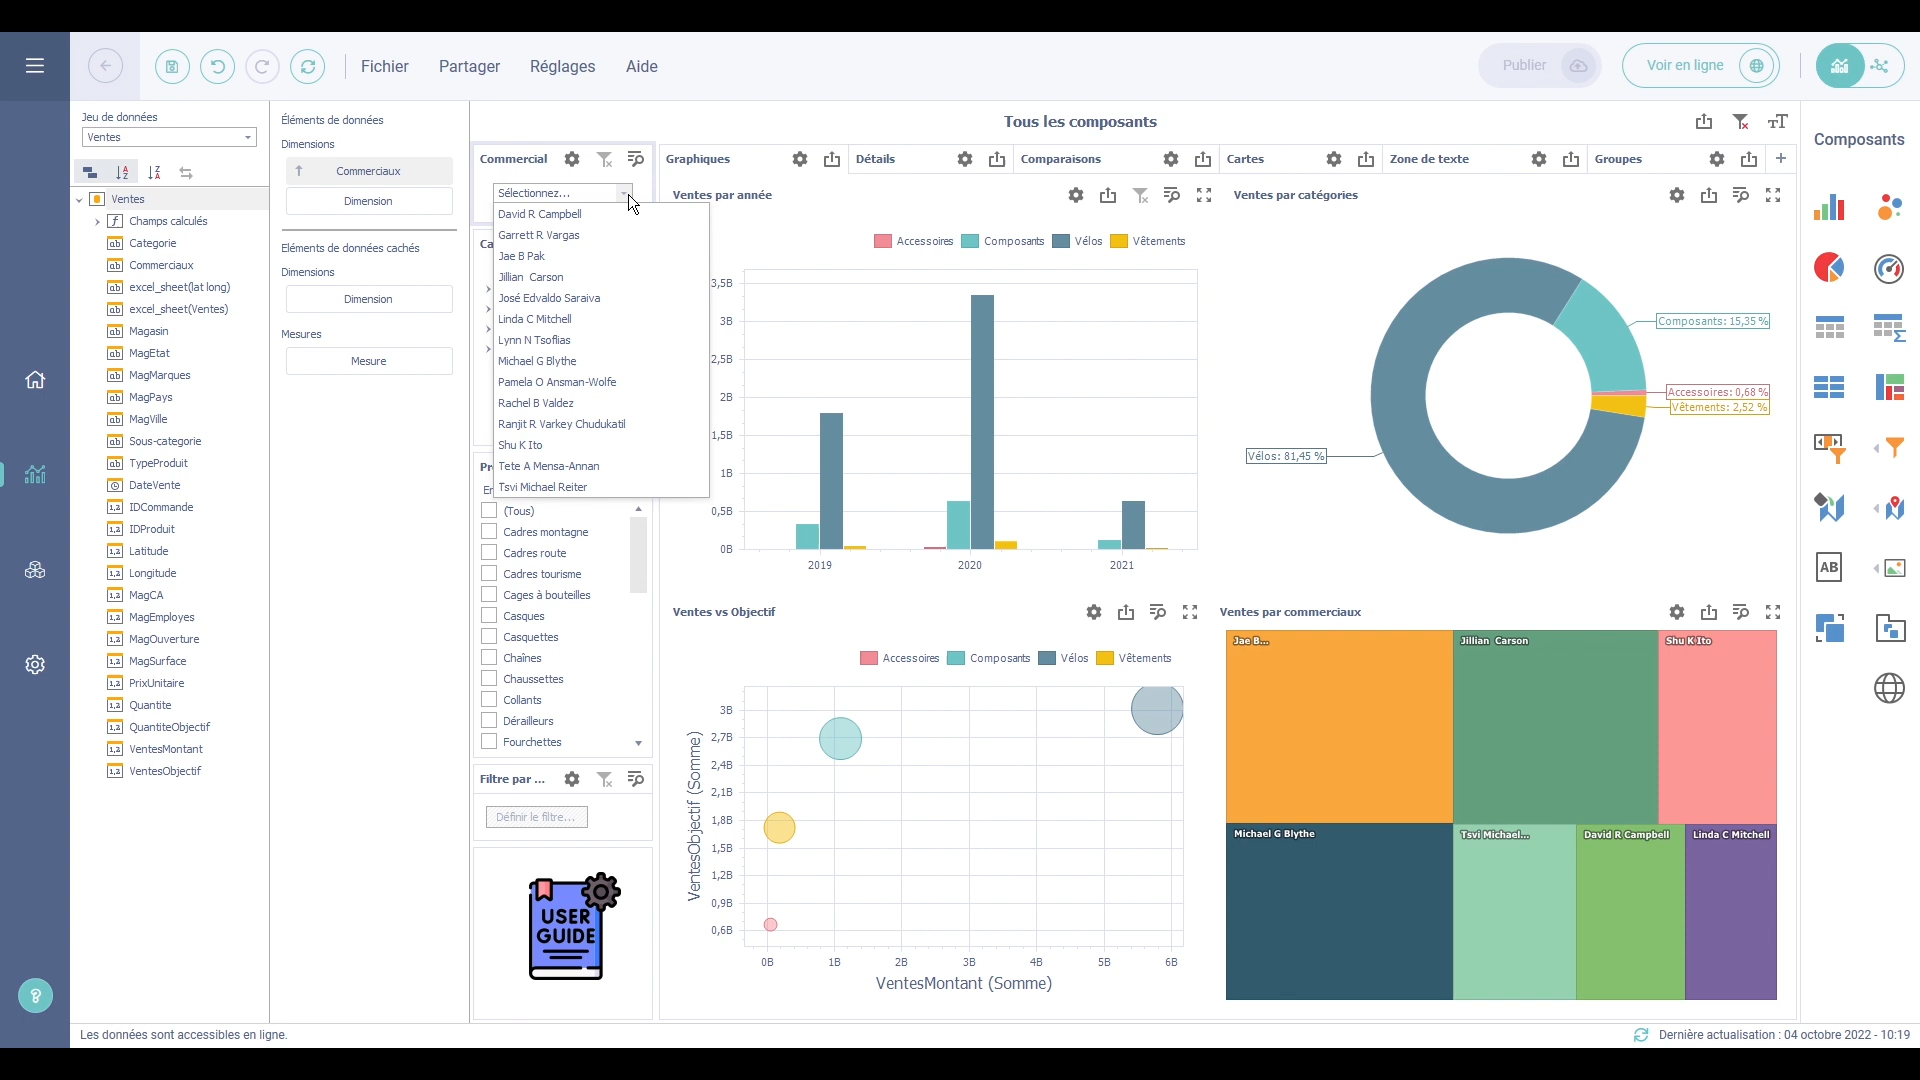 Fichier
Partager
Réglages
Aide
Publier
Voir en ligne
Jeu de données
Ventes
Ventes
Champs calculés
Categorie
Commerciaux
excel_sheet(lat long)
excel_sheet(Ventes)
Magasin
MagEtat
MagMarques
MagPays
MagVille
Sous-categorie
TypeProduit
DateVente
IDCommande
IDProduit
Latitude
Longitude
MagCA
MagEmployes
MagOuverture
MagSurface
PrixUnitaire
Quantite
QuantiteObjectif
VentesMontant
VentesObjectif
Éléments de données
Dimensions
Commerciaux
Dimension
Eléments de données cachés
Dimensions
Dimension
Mesures
Mesure
Tous les composants
Commercial
Sélectionnez...
David R Campbell
Garrett R Vargas
Jae B Pak
Jillian  Carson
José Edvaldo Saraiva
Linda C Mitchell
Lynn N Tsoflias
Michael G Blythe
Pamela O Ansman-Wolfe
Rachel B Valdez
Ranjit R Varkey Chudukatil
Shu K Ito
Tete A Mensa-Annan
Tsvi Michael Reiter
(Tous)
Cadres montagne
Cadres route
Cadres tourisme
Cages à bouteilles
Casques
Casquettes
Chaînes
Chaussettes
Collants
Dérailleurs
Fourchettes
Filtre par ...
Définir le filtre...
USER
GUIDE
Graphiques
Détails
Comparaisons
Cartes
Zone de texte
Groupes
+
Ventes par année
Accessoires
Composants
Vélos
Vêtements
3,5B
3B
2,5B
2B
1,5B
1B
0,5B
0B
2019
2020
2021
Ventes par catégories
Composants: 15,35 %
Accessoires: 0,68 %
Vêtements: 2,52 %
Vélos: 81,45 %
Ventes vs Objectif
Accessoires
Composants
Vélos
Vêtements
VentesObjectif (Somme)
3B
2,7B
2,4B
2,1B
1,8B
1,5B
1,2B
0,9B
0,6B
0B
1B
2B
3B
4B
5B
6B
VentesMontant (Somme)
Ventes par commerciaux
Jae B...
Jillian  Carson
Shu K Ito
Michael G Blythe
Tsvi Michael...
David R Campbell
Linda C Mitchell
Composants
AB
Les données sont accessibles en ligne.
Dernière actualisation : 04 octobre 2022 - 10:19